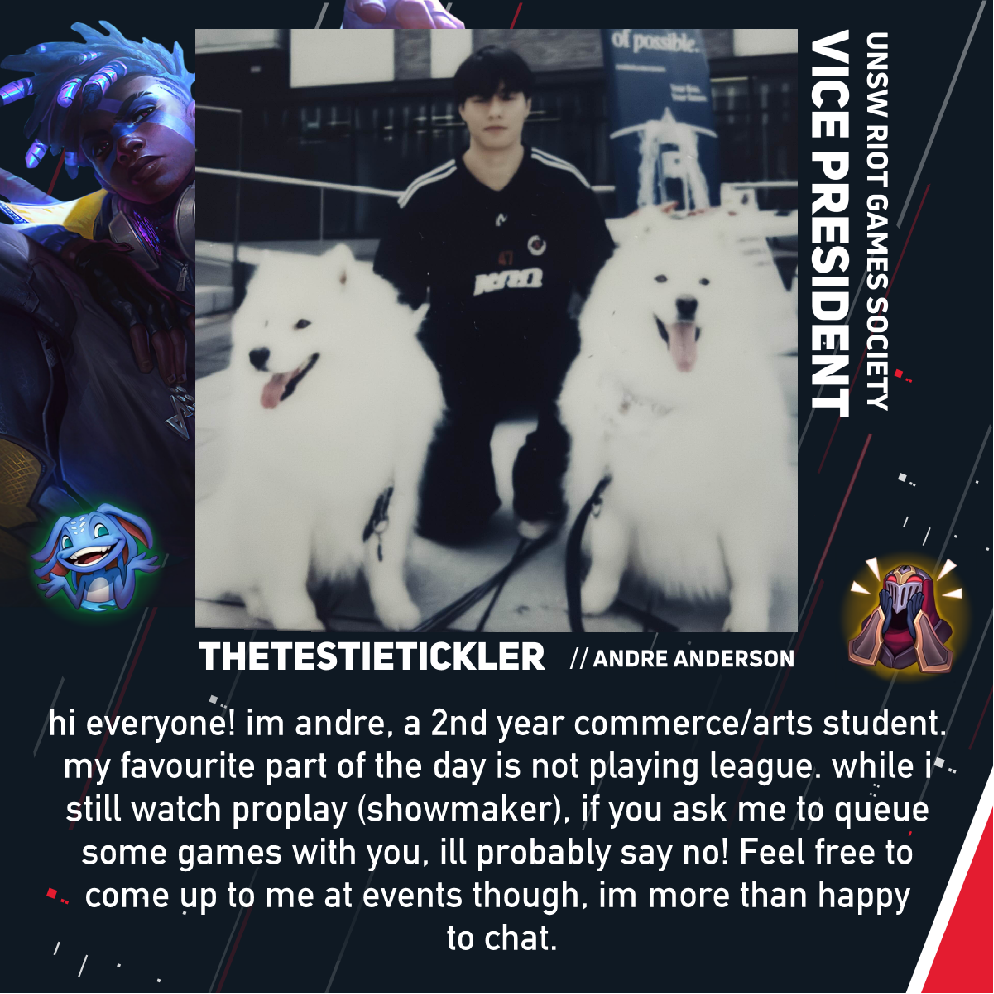 of possible.
UNSW RIOT GAMES SOCIETY
VICE PRESIDENT
THETESTIETICKLER // ANDRE ANDERSON
hi everyone! im andre, a 2nd year commerce/arts student.
my favourite part of the day is not playing league. while i
still watch proplay (showmaker), if you ask me to queue
some games with you, ill probably say no! Feel free to
come up to me at events though, im more than happy
to chat.